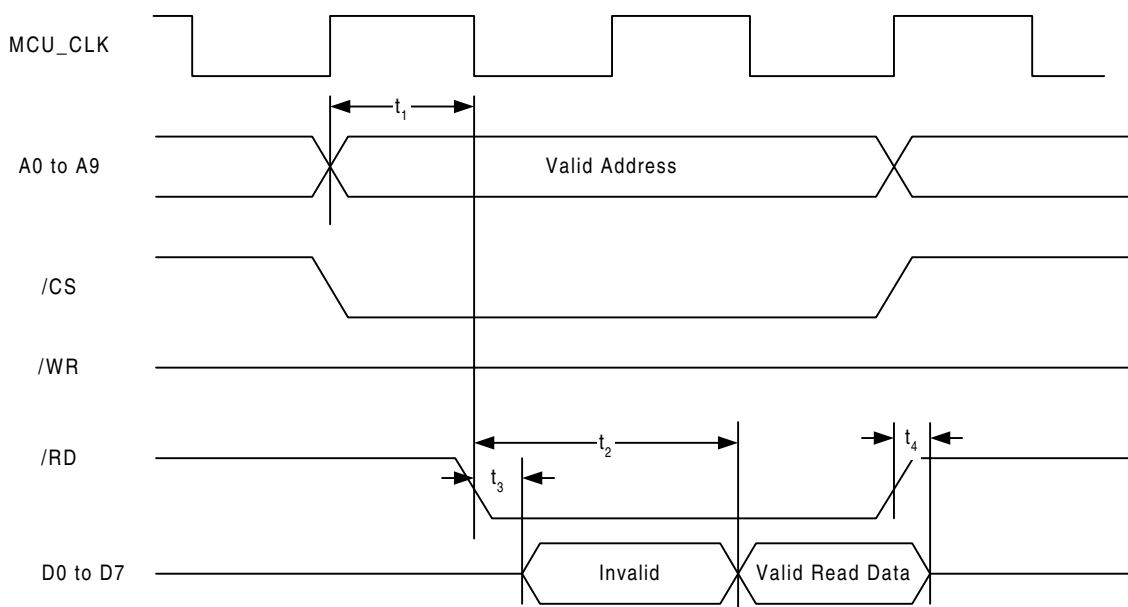 MCU_CLK
t1
A0 to A9
Valid Address
/CS
/WR
/RD
t2
t4
t3
D0 to D7
Invalid
Valid Read Data